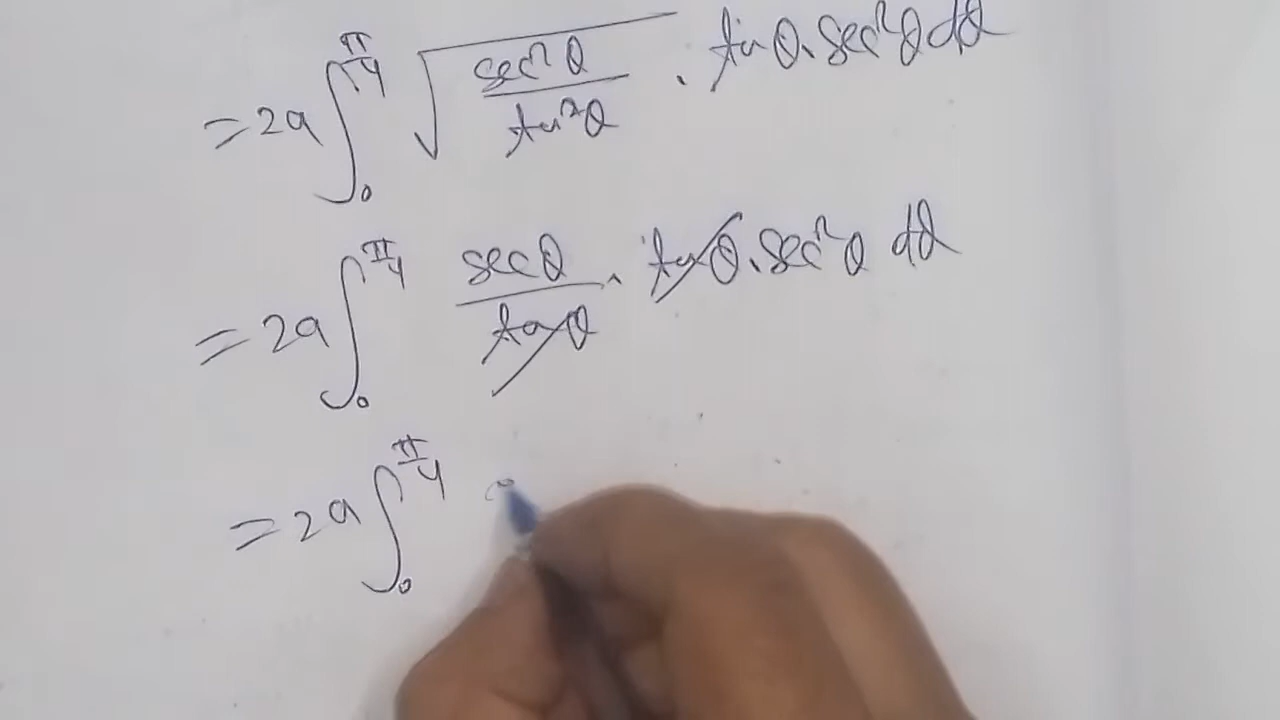 = 2a ∫₀^{π/4} √(sec²θ / tan²θ) · tanθ · sec²θ dθ
= 2a ∫₀^{π/4} secθ / tanθ · tanθ · sec²θ dθ
= 2a ∫₀^{π/4}